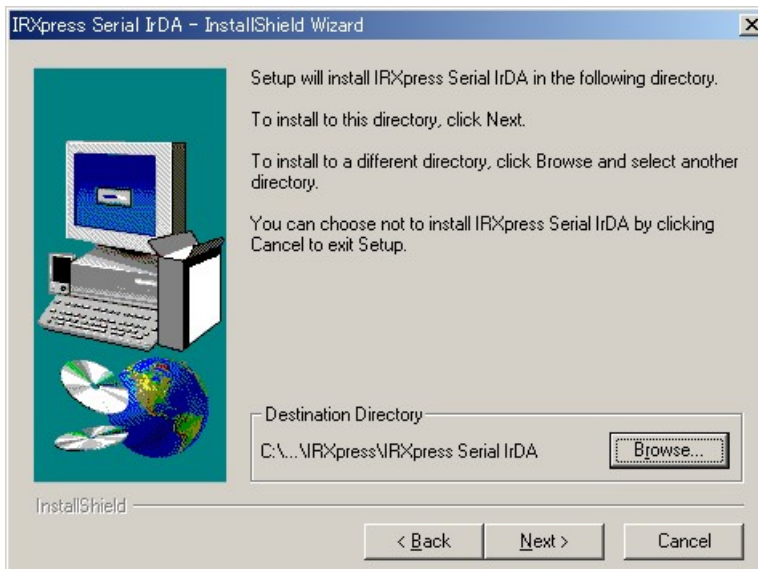 IRXpress Serial IrDA - InstallShield Wizard
Setup will install IRXpress Serial IrDA in the following directory.
To install to this directory, click Next.
To install to a different directory, click Browse and select another
directory.
You can choose not to install IRXpress Serial IrDA by clicking
Cancel to exit Setup.
Destination Directory
C:\...\IRXpress\IRXpress Serial IrDA
Browse...
InstallShield
< Back
Next >
Cancel